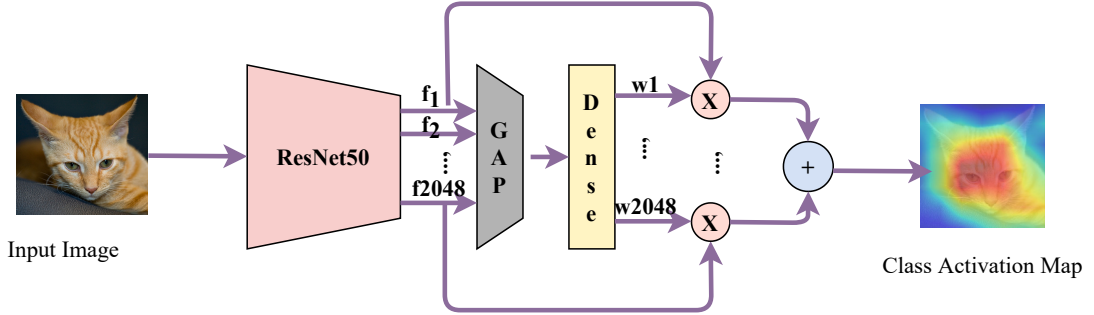 f1
f2
ResNet50
f2048
G
A
P
D
e
n
s
e
w1
w2048
X
X
+
Input Image
Class Activation Map